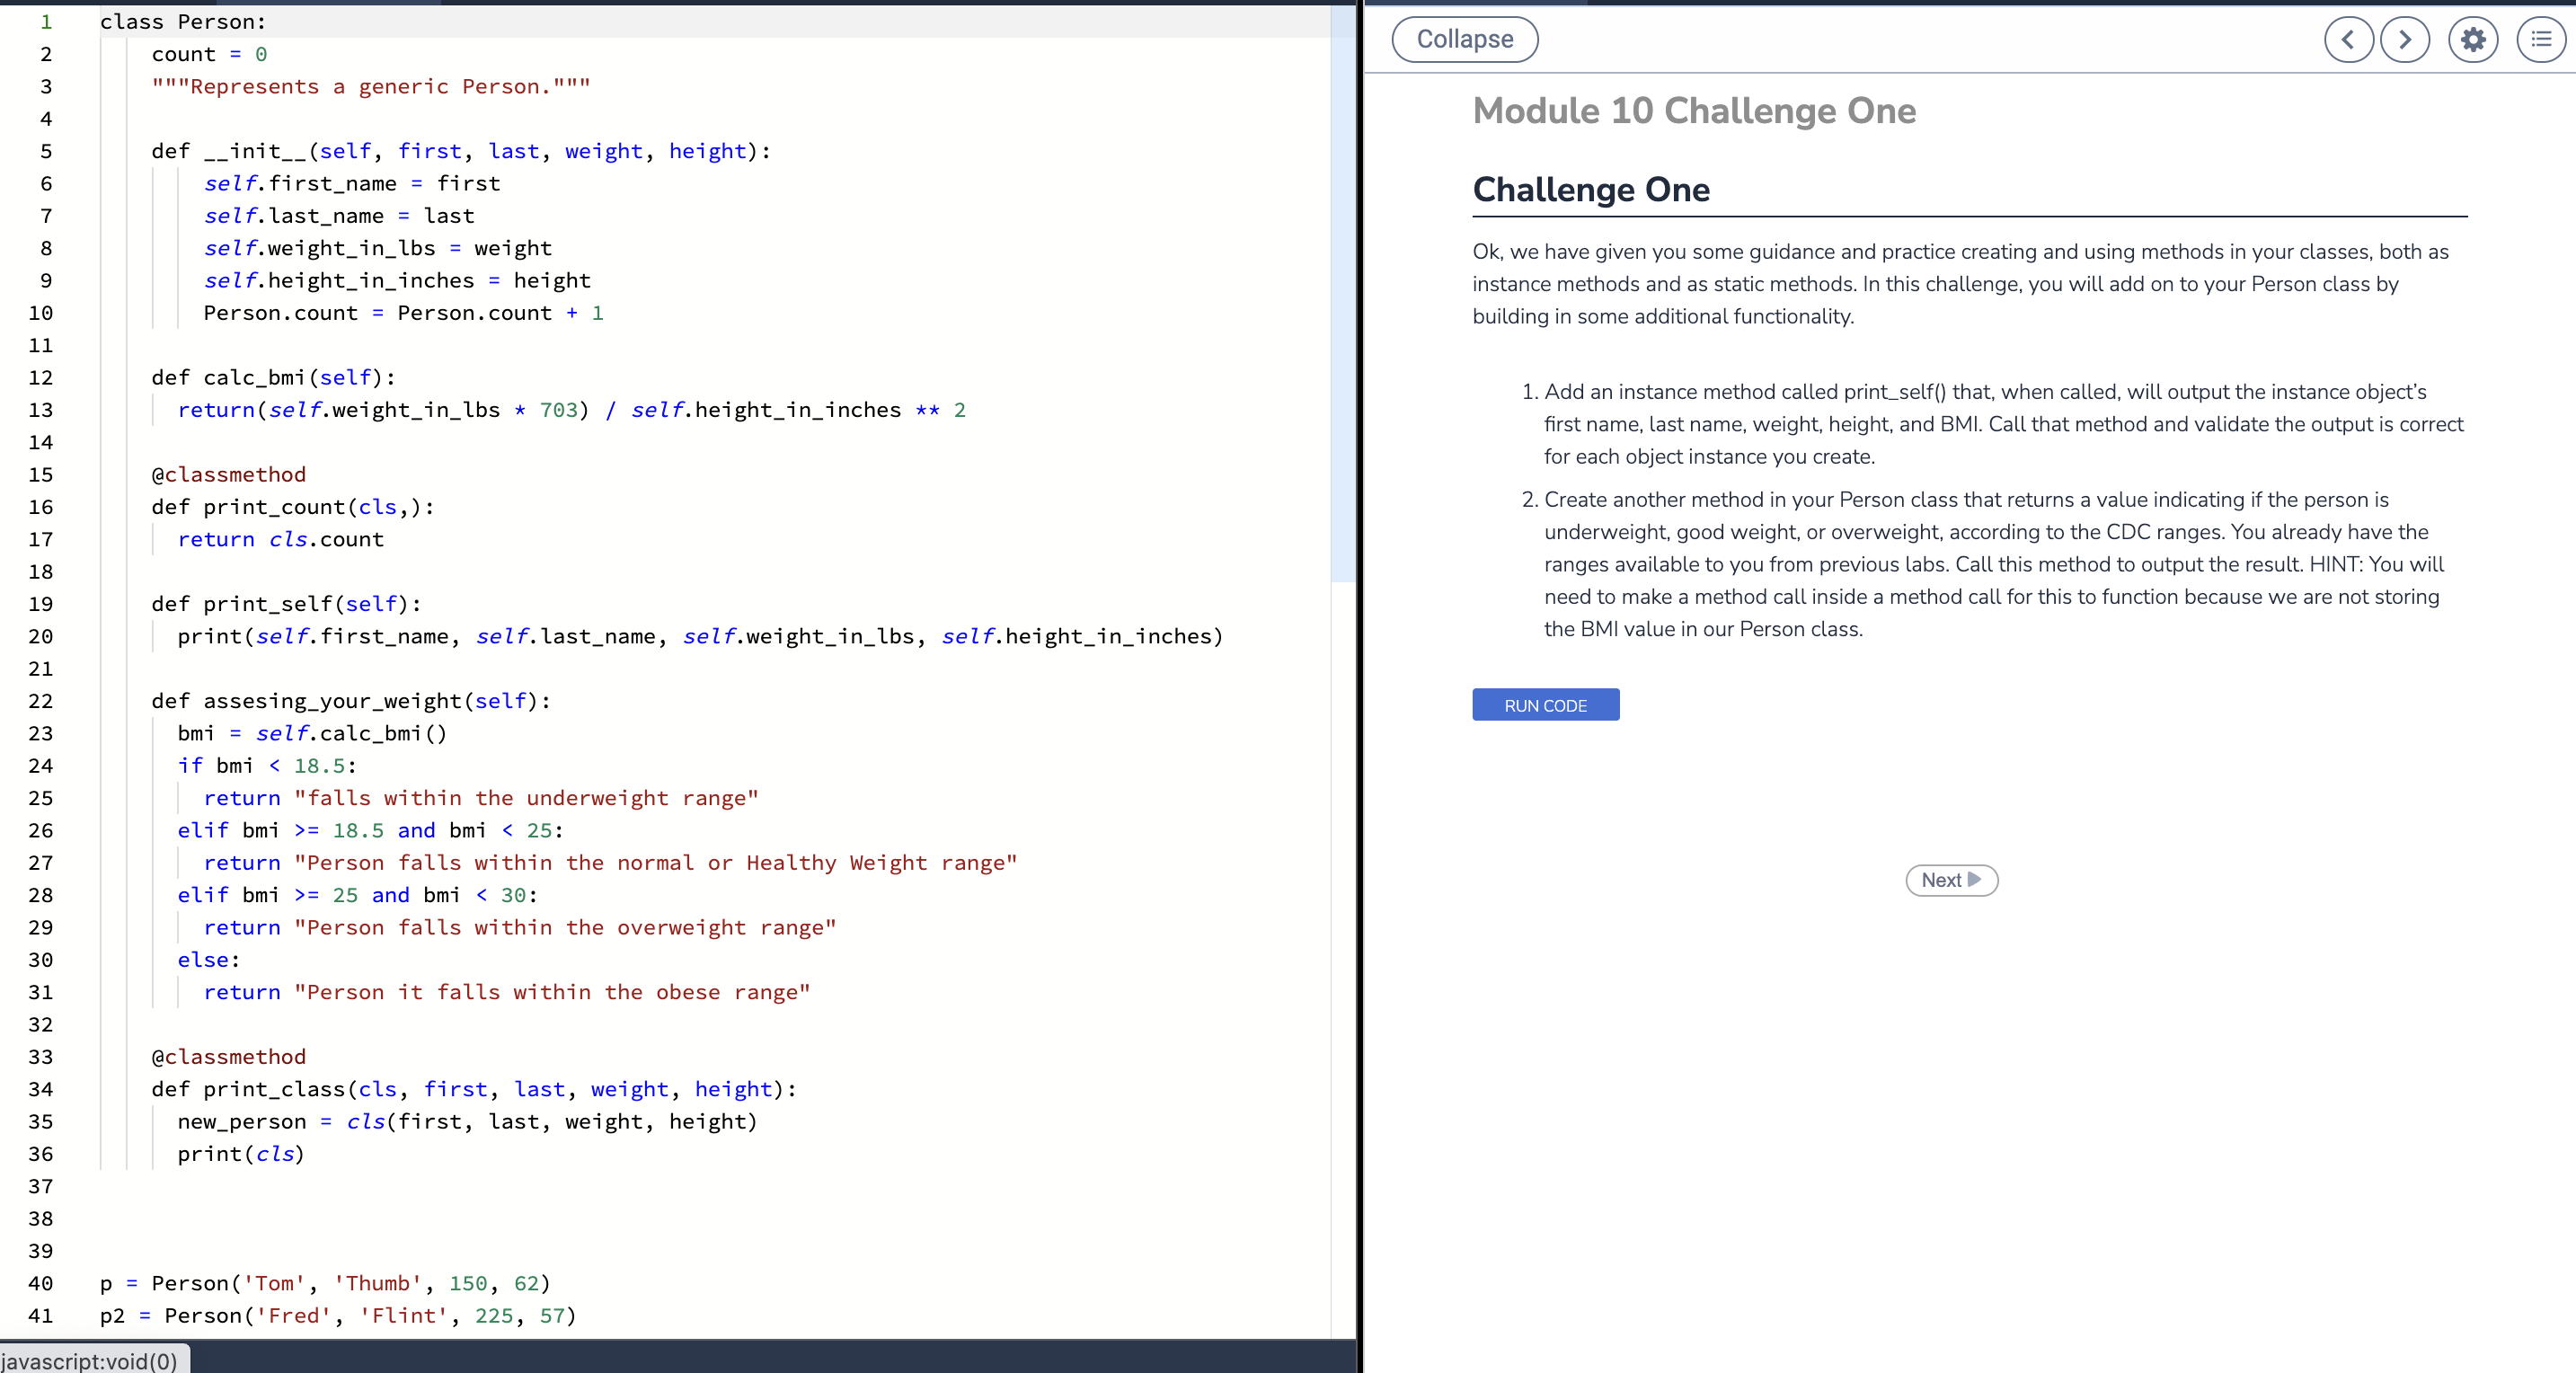 1 class Person:
2 count = 0
3 """Represents a generic Person."""
4
5 def __init__(self, first, last, weight, height):
6 self.first_name = first
7 self.last_name = last
8 self.weight_in_lbs = weight
9 self.height_in_inches = height
10 Person.count = Person.count + 1
11
12 def calc_bmi(self):
13 return(self.weight_in_lbs * 703) / self.height_in_inches ** 2
14
15 @classmethod
16 def print_count(cls,):
17 return cls.count
18
19 def print_self(self):
20 print(self.first_name, self.last_name, self.weight_in_lbs, self.height_in_inches)
21
22 def assesing_your_weight(self):
23 bmi = self.calc_bmi()
24 if bmi < 18.5:
25 return "falls within the underweight range"
26 elif bmi >= 18.5 and bmi < 25:
27 return "Person falls within the normal or Healthy Weight range"
28 elif bmi >= 25 and bmi < 30:
29 return "Person falls within the overweight range"
30 else:
31 return "Person it falls within the obese range"
32
33 @classmethod
34 def print_class(cls, first, last, weight, height):
35 new_person = cls(first, last, weight, height)
36 print(cls)
37
38
39
40 p = Person('Tom', 'Thumb', 150, 62)
41 p2 = Person('Fred', 'Flint', 225, 57)
javascript:void(0)
Collapse
Module 10 Challenge One
Challenge One
Ok, we have given you some guidance and practice creating and using methods in your classes, both as
instance methods and as static methods. In this challenge, you will add on to your Person class by
building in some additional functionality.
1. Add an instance method called print_self() that, when called, will output the instance object’s
first name, last name, weight, height, and BMI. Call that method and validate the output is correct
for each object instance you create.
2. Create another method in your Person class that returns a value indicating if the person is
underweight, good weight, or overweight, according to the CDC ranges. You already have the
ranges available to you from previous labs. Call this method to output the result. HINT: You will
need to make a method call inside a method call for this to function because we are not storing
the BMI value in our Person class.
RUN CODE
Next